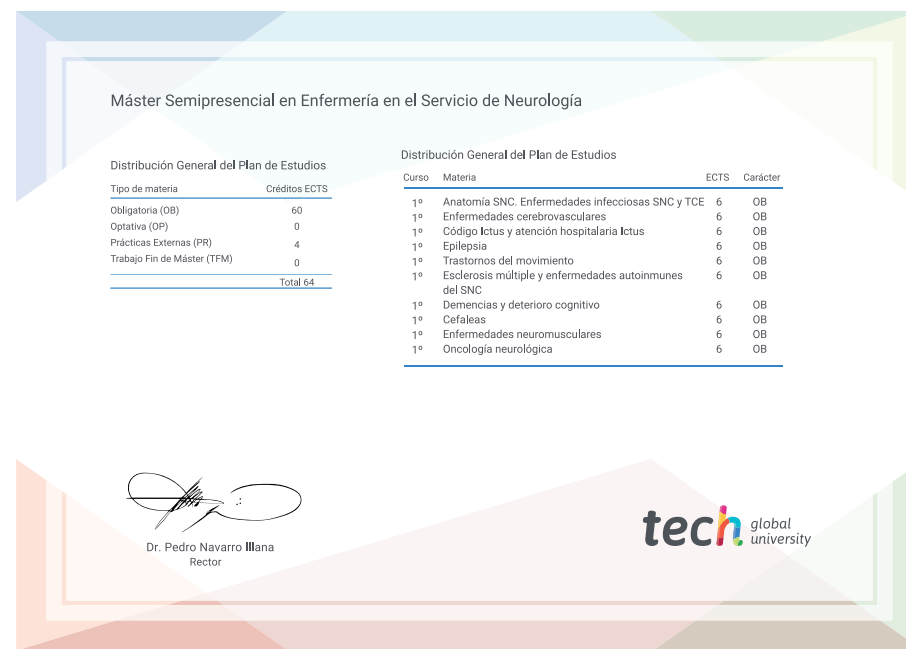 Máster Semipresencial en Enfermería en el Servicio de Neurología
Distribución General del Plan de Estudios
Tipo de materia Créditos ECTS
Obligatoria (OB) 60
Optativa (OP) 0
Prácticas Externas (PR) 4
Trabajo Fin de Máster (TFM) 0
Total 64
Distribución General del Plan de Estudios
Curso Materia ECTS Carácter
1º Anatomía SNC. Enfermedades infecciosas SNC y TCE 6 OB
1º Enfermedades cerebrovasculares 6 OB
1º Código Ictus y atención hospitalaria Ictus 6 OB
1º Epilepsia 6 OB
1º Trastornos del movimiento 6 OB
1º Esclerosis múltiple y enfermedades autoinmunes 6 OB
del SNC
1º Demencias y deterioro cognitivo 6 OB
1º Cefaleas 6 OB
1º Enfermedades neuromusculares 6 OB
1º Oncología neurológica 6 OB
Dr. Pedro Navarro Illana
Rector
tech global
university